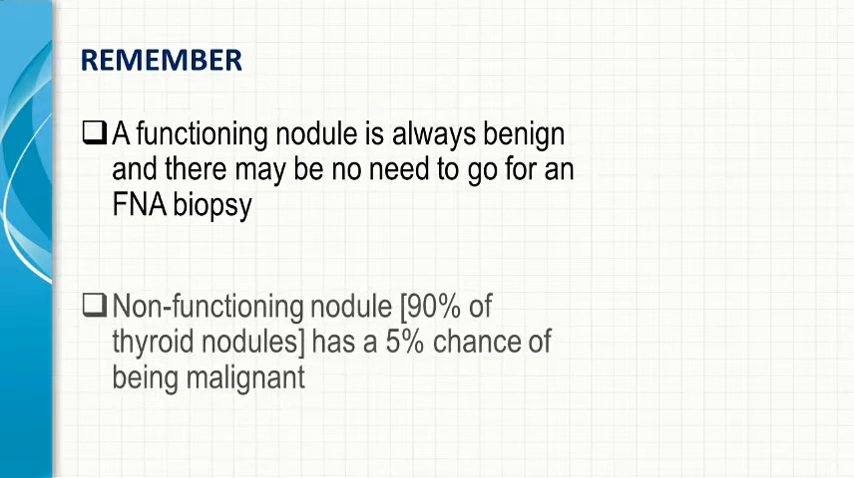 REMEMBER
A functioning nodule is always benign
and there may be no need to go for an
FNA biopsy
Non-functioning nodule [90% of
thyroid nodules] has a 5% chance of
being malignant